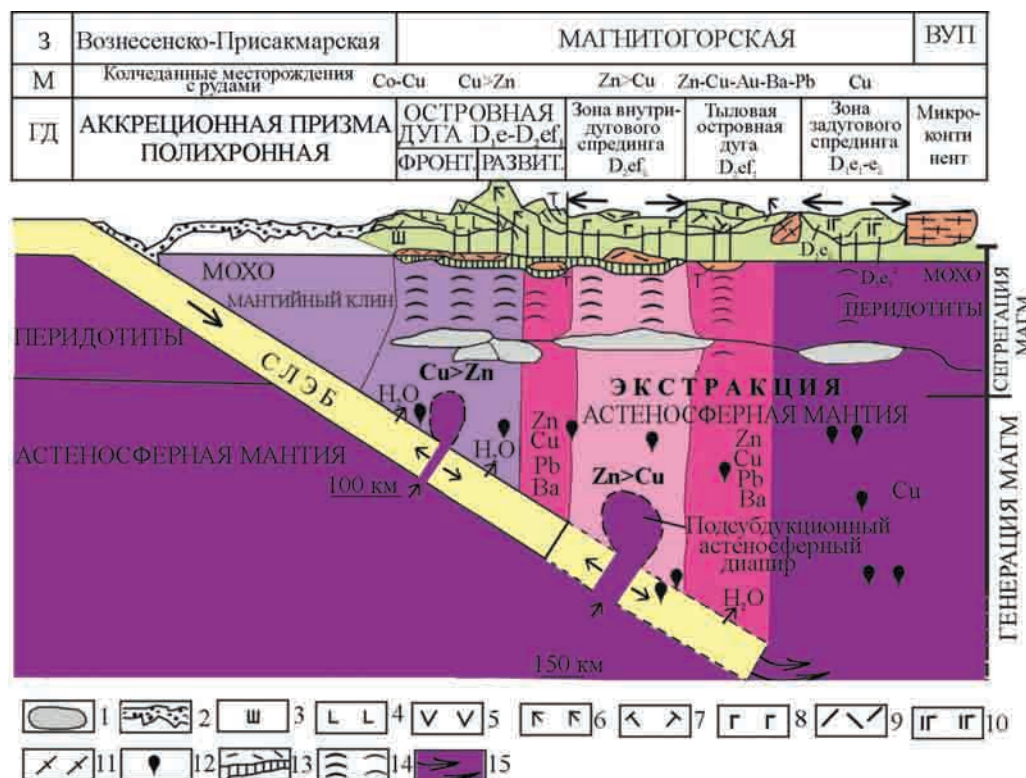 З Вознесенско-Присакмарская МАГНИТОГОРСКАЯ ВУП
М Колчеданные месторождения с рудами Co-Cu Cu>Zn Zn>Cu Zn-Cu-Au-Ba-Pb Cu
ГД АККРЕЦИОННАЯ ПРИЗМА ПОЛИХРОННАЯ
ОСТРОВНАЯ
ДУГА D₁e-D₂ef₁
ФРОНТ. РАЗВИТ.
Зона внутри-
дугового
спрединга
Тыловая
островная
дуга
Зона
задугового
спрединга
Микро-
конти
нент
Ш
Т
Т
Т
МОХО
МАНТИЙНЫЙ КЛИН
МОХО
ПЕРИДОТИТЫ
ПЕРИДОТИТЫ
СЛЭБ
АСТЕНОСФЕРНАЯ МАНТИЯ
H₂O
Cu>Zn
H₂O
100 км
Zn
Cu
Pb
Ba
ЭКСТРАКЦИЯ
АСТЕНОСФЕРНАЯ МАНТИЯ
Zn>Cu
Zn
Cu
Pb
Ba
Cu
Подсубдукционный
астеносферный
диапир
H₂O
150 км
СЕГРЕГАЦИЯ
МАГМ
ГЕНЕРАЦИЯ МАГМ
1 2 3 4 5 6 7 8 9 10
11 12 13 14 15